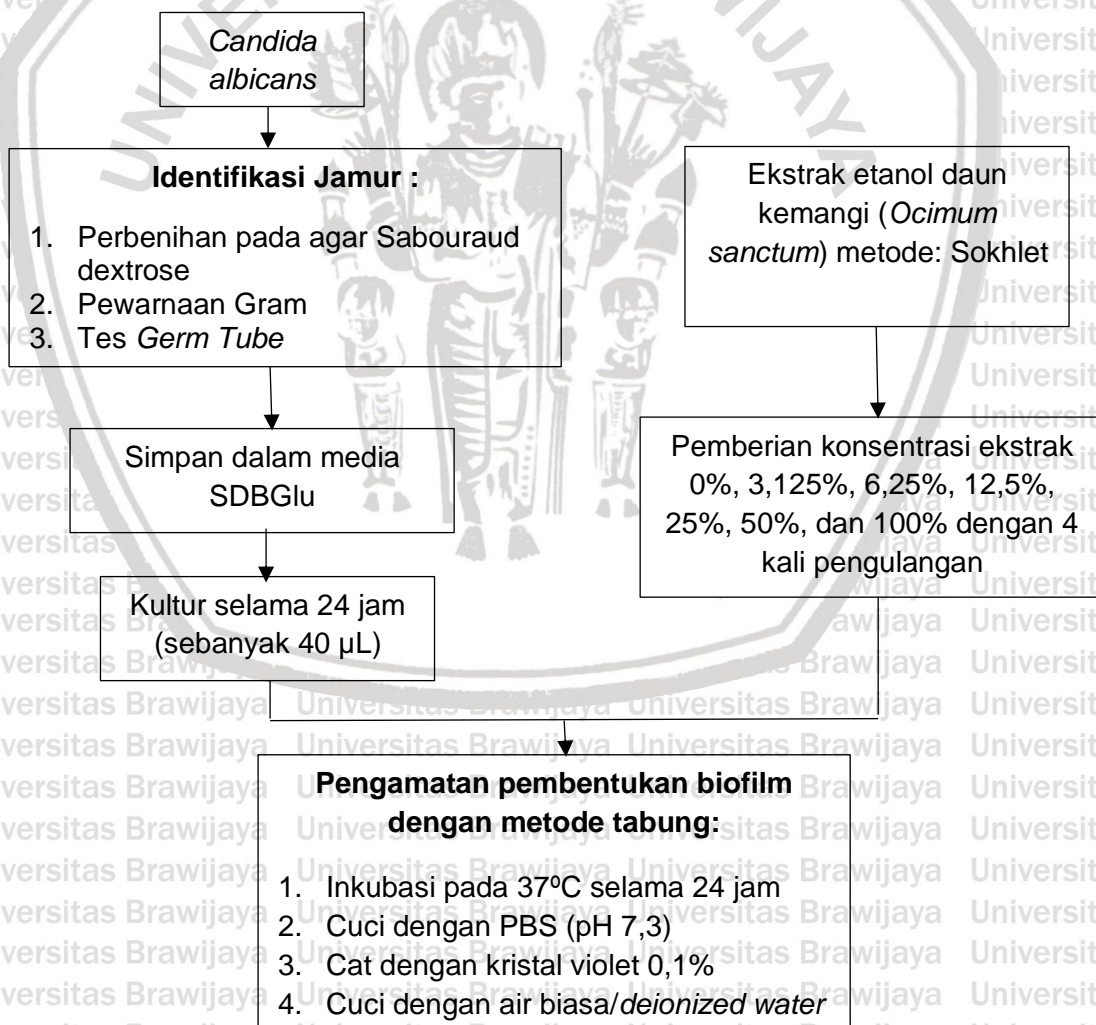 Candida
albicans
Identifikasi Jamur :
1. Perbenihan pada agar Sabouraud
dextrose
2. Pewarnaan Gram
3. Tes Germ Tube
Simpan dalam media
SDBGlu
Kultur selama 24 jam
(sebanyak 40 µL)
Ekstrak etanol daun
kemangi (Ocimum
sanctum) metode: Sokhlet
Pemberian konsentrasi ekstrak
0%, 3,125%, 6,25%, 12,5%,
25%, 50%, dan 100% dengan 4
kali pengulangan
Pengamatan pembentukan biofilm
dengan metode tabung:
1. Inkubasi pada 37ºC selama 24 jam
2. Cuci dengan PBS (pH 7,3)
3. Cat dengan kristal violet 0,1%
4. Cuci dengan air biasa/deionized water